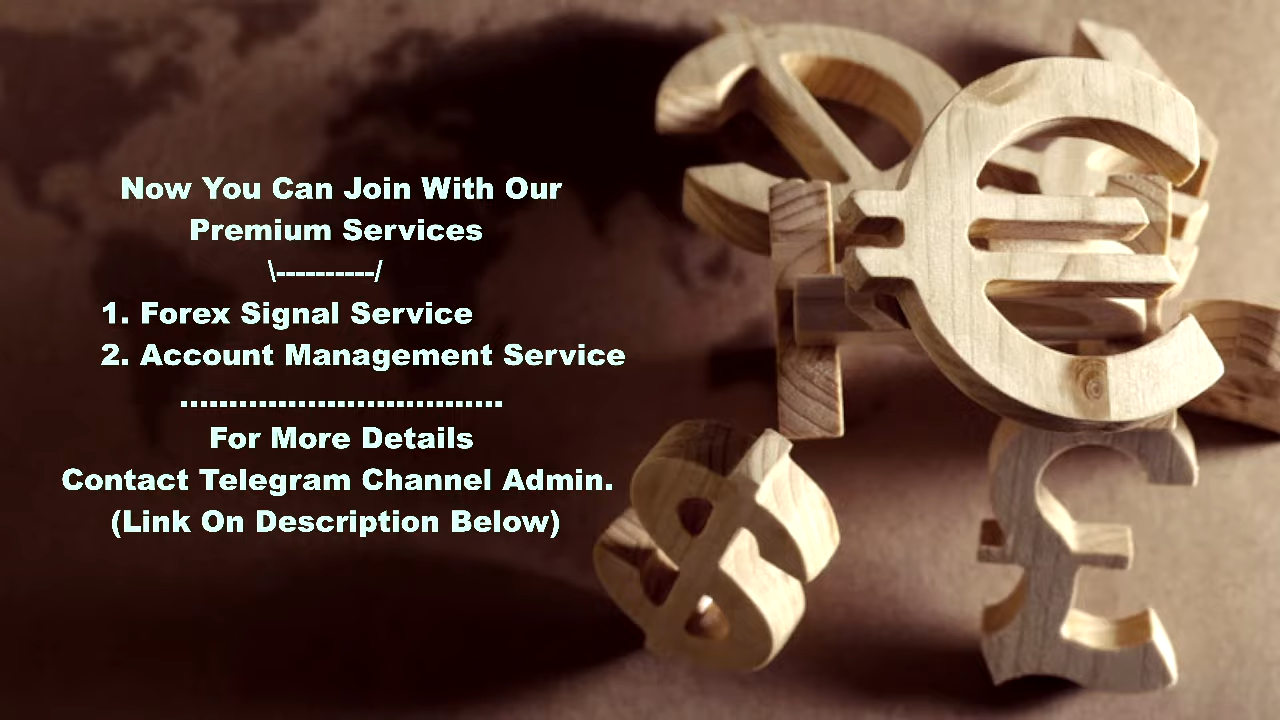 Now You Can Join With Our
Premium Services
\----------/
1. Forex Signal Service
2. Account Management Service
.................................
For More Details
Contact Telegram Channel Admin.
(Link On Description Below)